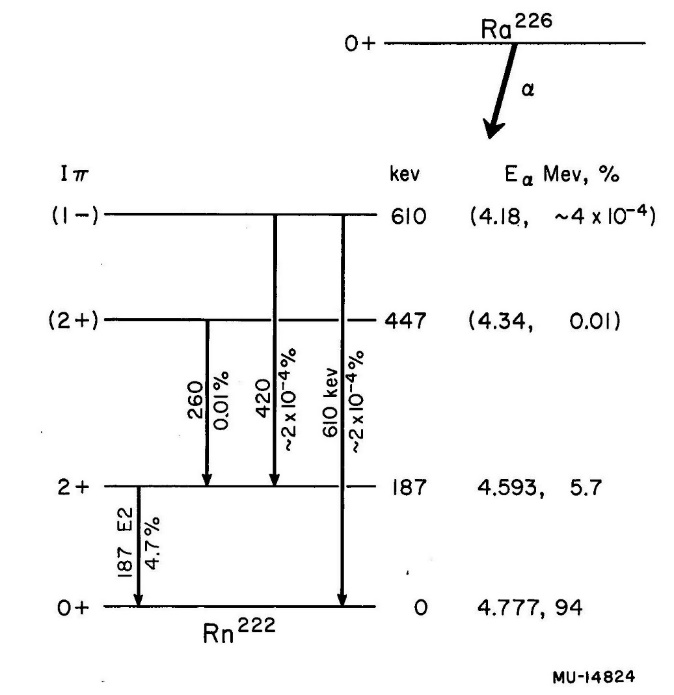 Ra²²⁶
0+
α
Iπ
kev
Eα Mev, %
(1−)
610
(4.18, ~4 x 10⁻⁴)
(2+)
447
(4.34, 0.01)
260
0.01%
420
~2 x 10⁻⁴%
610 kev
~2 x 10⁻⁴%
2+
187
4.593, 5.7
187 E2
4.7%
0+
0
4.777, 94
Rn²²²
MU-14824